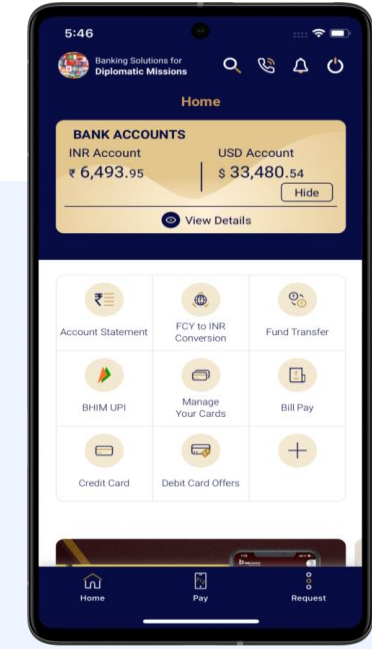 5:46
Banking Solutions for
Diplomatic Missions
Home
BANK ACCOUNTS
INR Account
₹ 6,493.95
USD Account
$ 33,480.54
Hide
View Details
Account Statement
FCY to INR
Conversion
Fund Transfer
BHIM UPI
Manage
Your Cards
Bill Pay
Credit Card
Debit Card Offers
Home
Pay
Request